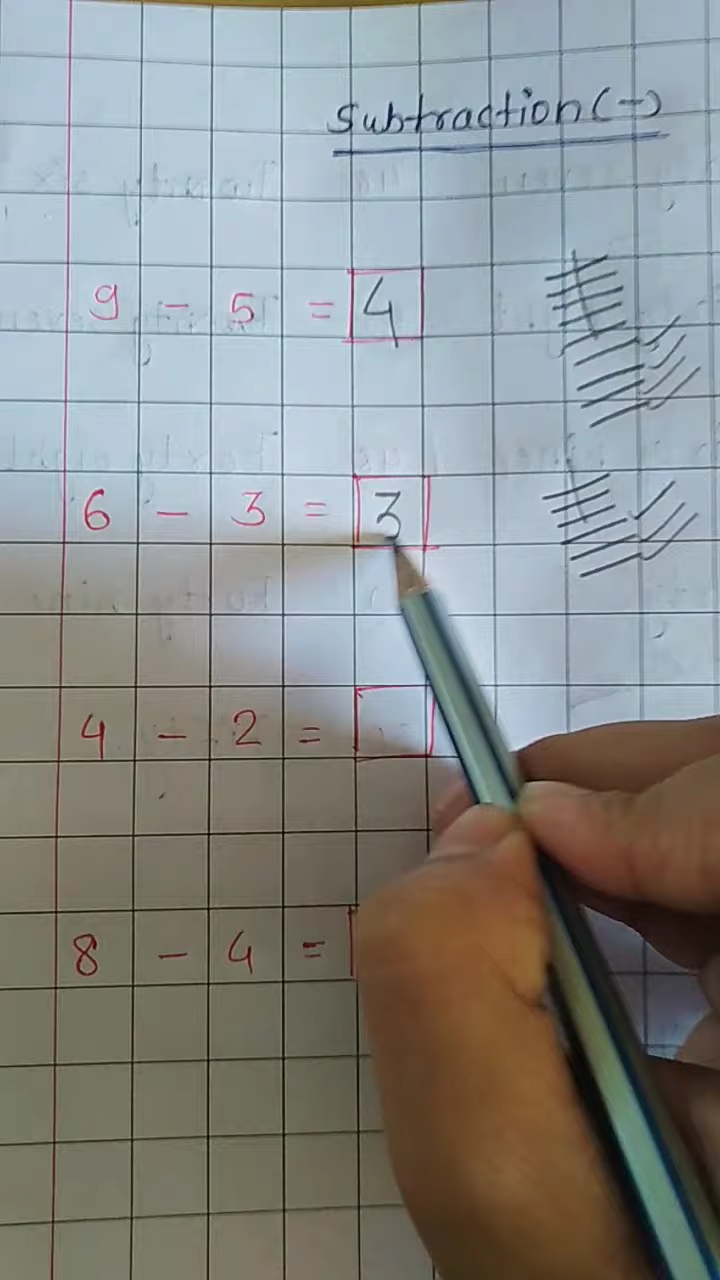 Subtraction (-)
9 - 5 = 4
6 - 3 = 3
4 - 2 =
8 - 4 =